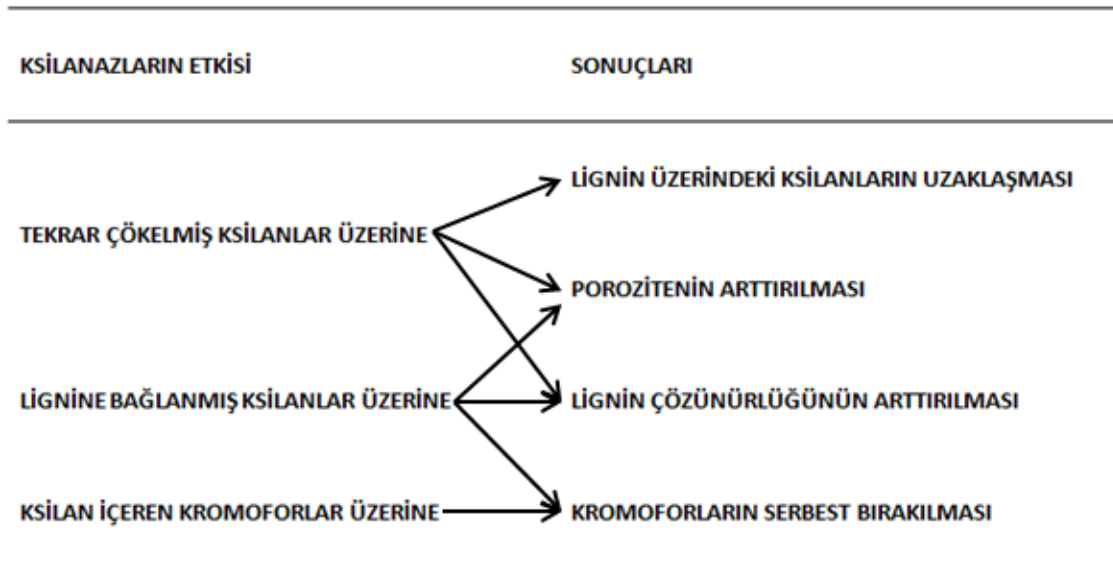 KSİLANAZLARIN ETKİSİ
SONUÇLARI
LİGNİN ÜZERİNDEKİ KSİLANLARIN UZAKLAŞMASI
TEKRAR ÇÖKELMİŞ KSİLANLAR ÜZERİNE
POROZİTENİN ARTTIRILMASI
LİGNİNE BAĞLANMIŞ KSİLANLAR ÜZERİNE
LİGNİN ÇÖZÜNÜRLÜĞÜNÜN ARTTIRILMASI
KSİLAN İÇEREN KROMOFORLAR ÜZERİNE
KROMOFORLARIN SERBEST BIRAKILMASI